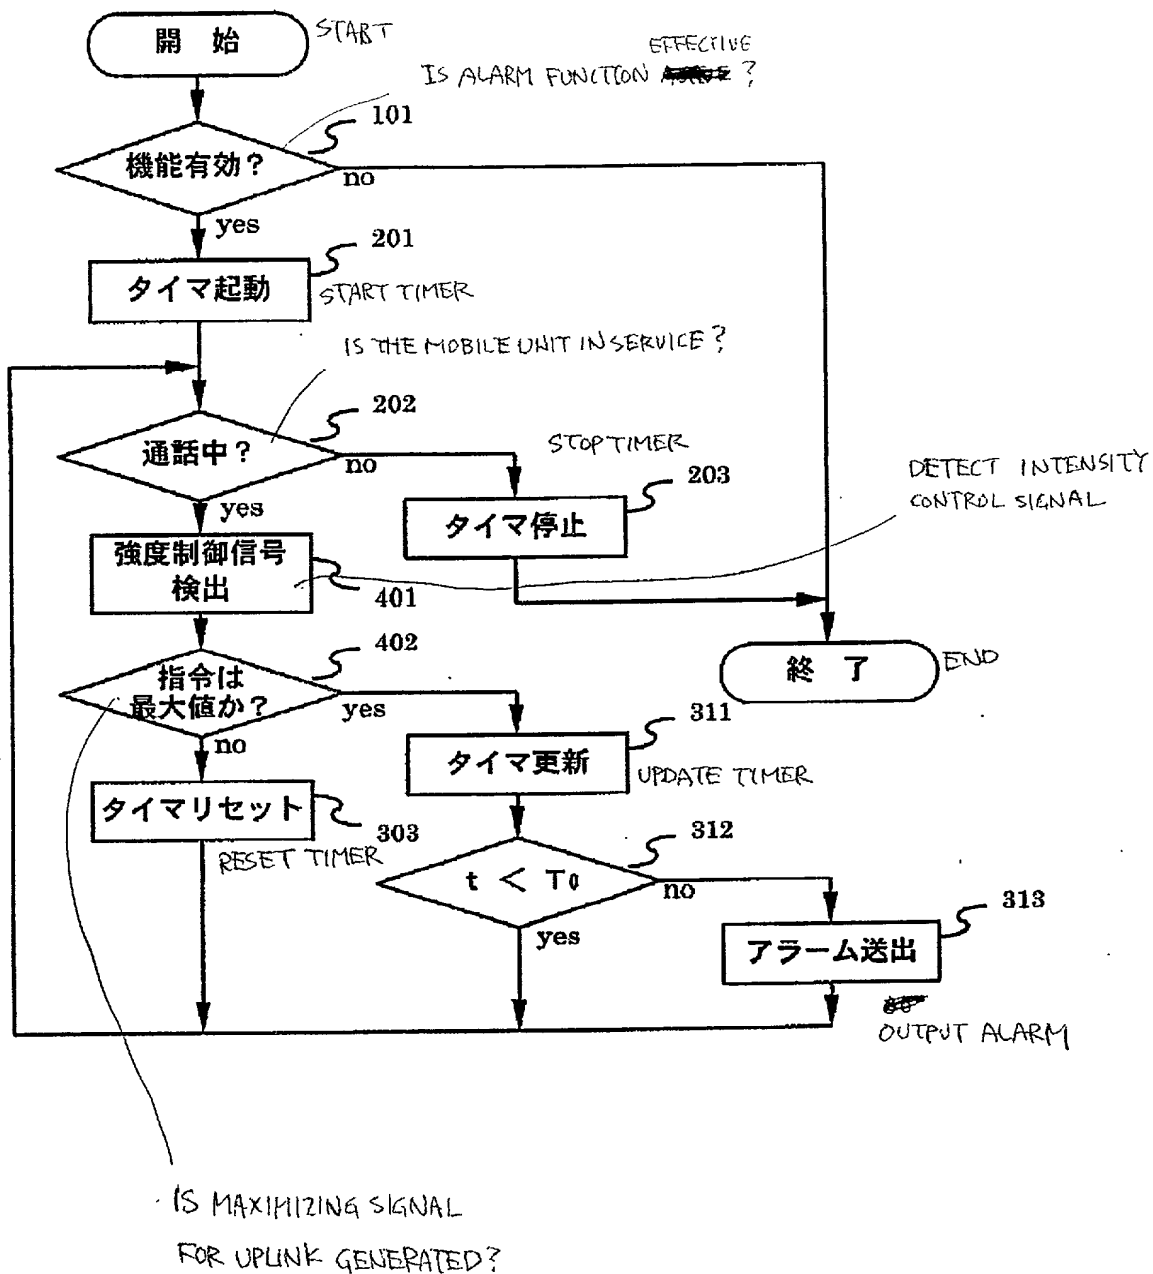 開 始
START
EFFECTIVE
IS ALARM FUNCTION ?
101
機能有効？
no
yes
201
タイマ起動
START TIMER
IS THE MOBILE UNIT IN SERVICE?
202
通話中？
no
yes
STOP TIMER
203
タイマ停止
DETECT INTENSITY
CONTROL SIGNAL
強度制御信号
検出
401
402
指令は
最大値か？
yes
no
終 了
END
311
タイマ更新
UPDATE TIMER
タイマリセット
303
RESET TIMER
312
t < T0
no
yes
313
アラーム送出
OUTPUT ALARM
IS MAXIMIZING SIGNAL
FOR UPLINK GENERATED?